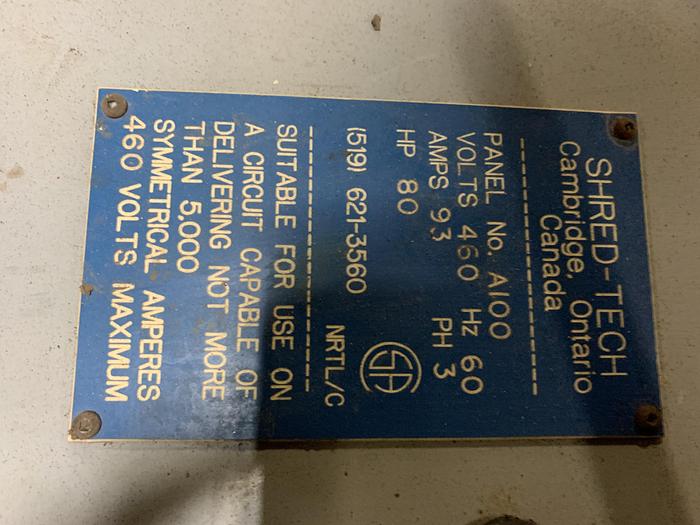 SHRED-TECH
Cambridge, Ontario
Canada
PANEL No. A100
VOLTS 460 Hz 60
AMPS 93 PH 3
HP 80
(519) 621-3560
SA
NRTL/C
SUITABLE FOR USE ON
A CIRCUIT CAPABLE OF
DELIVERING NOT MORE
THAN 5,000
SYMMETRICAL AMPERES
460 VOLTS MAXIMUM